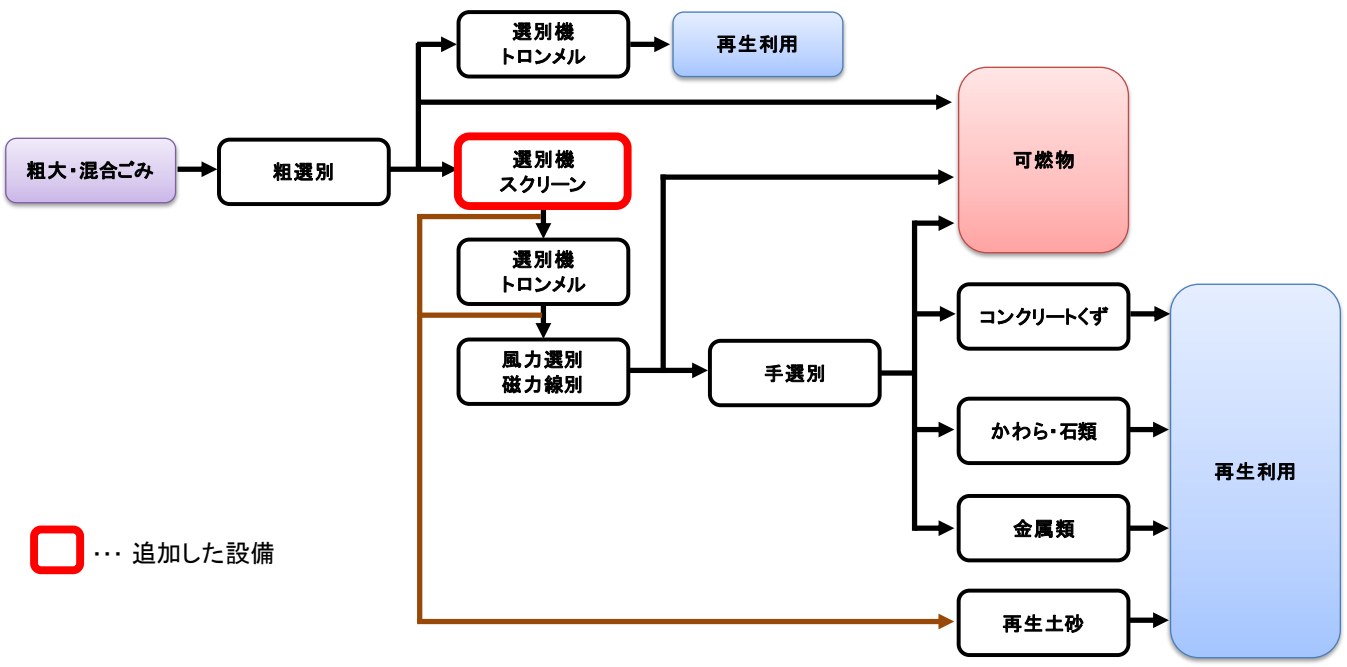 選別機
トロンメル
再生利用
粗大・混合ごみ
粗選別
選別機
スクリーン
可燃物
選別機
トロンメル
風力選別
磁力線別
手選別
コンクリートくず
かわら・石類
再生利用
金属類
… 追加した設備
再生土砂